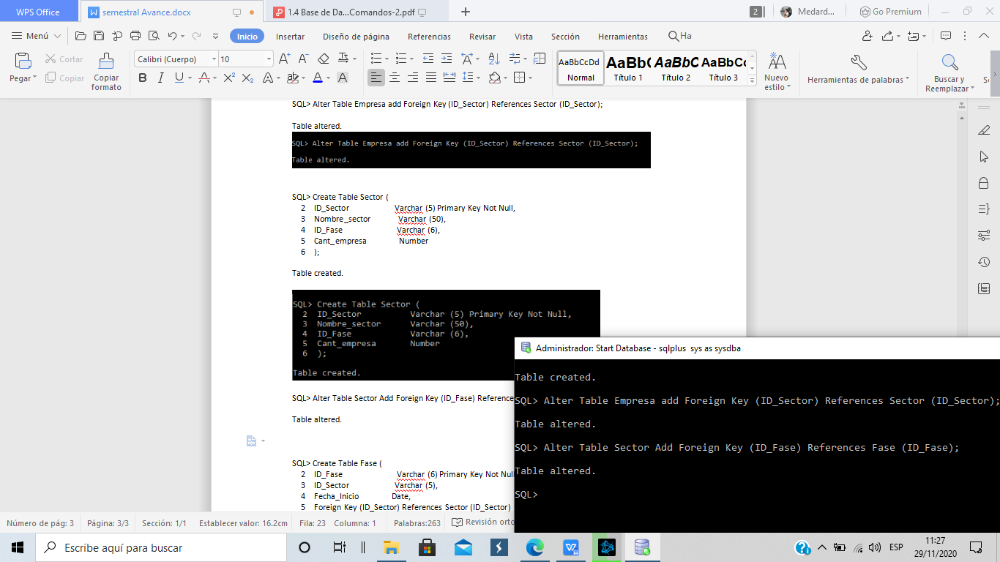 WPS Office
semestral Avance.docx
1.4 Base de Da...Comandos-2.pdf
2
Medard...
Go Premium
Menú
Inicio
Insertar
Diseño de página
Referencias
Revisar
Vista
Sección
Herramientas
Ha
Pegar
Cortar
Copiar
Copiar formato
Calibri (Cuerpo)
10
AaBbCcDd
Normal
AaBbC
Título 1
AaBbC
Título 2
AaBbCc
Título 3
Nuevo estilo
Herramientas de palabras
Buscar y Reemplazar
SQL> Alter Table Empresa add Foreign Key (ID_Sector) References Sector (ID_Sector);
Table altered.
SQL> Alter Table Empresa add Foreign Key (ID_Sector) References Sector (ID_Sector);
Table altered.
SQL> Create Table Sector (
2 ID_Sector Varchar (5) Primary Key Not Null,
3 Nombre_sector Varchar (50),
4 ID_Fase Varchar (6),
5 Cant_empresa Number
6 );
Table created.
SQL> Create Table Sector (
2 ID_Sector Varchar (5) Primary Key Not Null,
3 Nombre_sector Varchar (50),
4 ID_Fase Varchar (6),
5 Cant_empresa Number
6 );
Table created.
SQL> Alter Table Sector Add Foreign Key (ID_Fase) Reference
Table altered.
SQL> Create Table Fase (
2 ID_Fase Varchar (6) Primary Key Not Nul
3 ID_Sector Varchar (5),
4 Fecha_Inicio Date,
5 Foreign Key (ID_Sector) References Sector (ID_Sector)
Administrador: Start Database - sqlplus sys as sysdba
Table created.
SQL> Alter Table Empresa add Foreign Key (ID_Sector) References Sector (ID_Sector);
Table altered.
SQL> Alter Table Sector Add Foreign Key (ID_Fase) References Fase (ID_Fase);
Table altered.
SQL>
Número de pág: 3
Página: 3/3
Sección: 1/1
Establecer valor: 16.2cm
Fila: 23
Columna: 1
Palabras:263
Revisión orto
Escribe aquí para buscar
ESP
11:27
29/11/2020